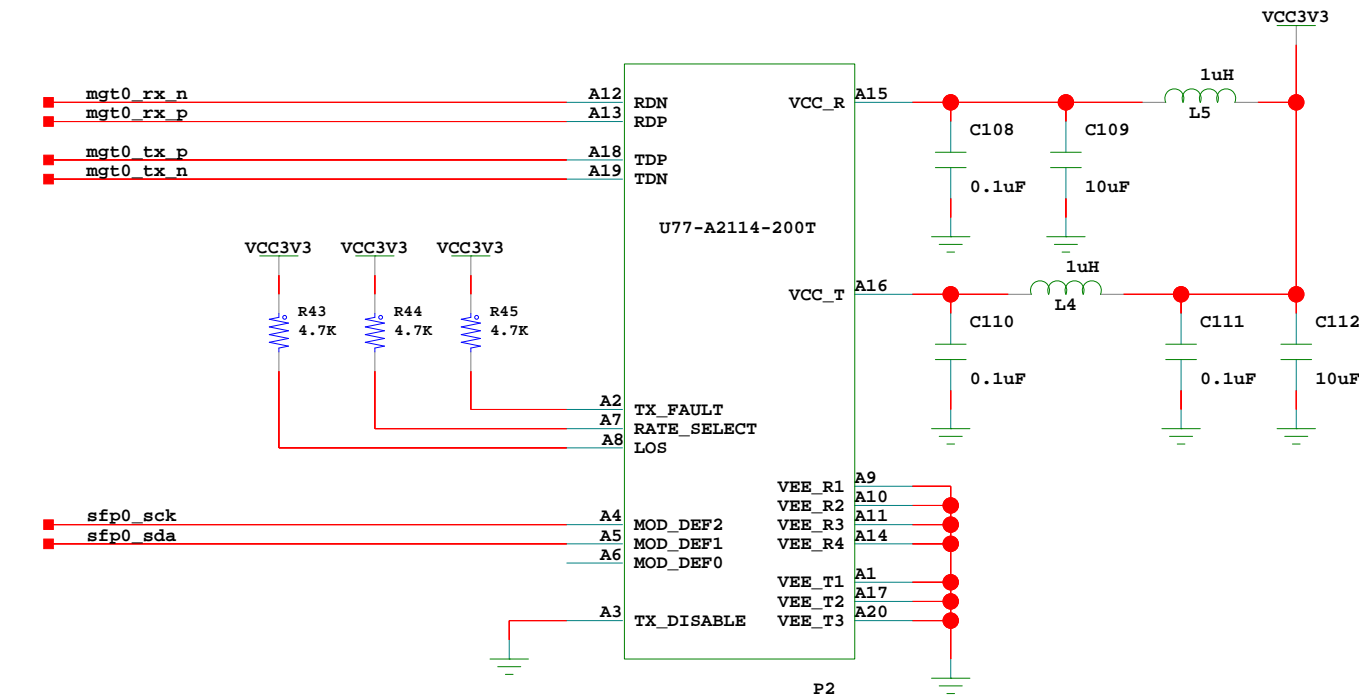 VCC3V3
1uH
mgt0_rx_n
A12
RDN
VCC_R
A15
L5
mgt0_rx_p
A13
RDP
C108
C109
mgt0_tx_p
A18
TDP
mgt0_tx_n
A19
TDN
0.1uF
10uF
U77-A2114-200T
VCC3V3
VCC3V3
VCC3V3
1uH
VCC_T
A16
L4
R43
4.7K
R44
4.7K
R45
4.7K
C110
C111
C112
0.1uF
0.1uF
10uF
A2
TX_FAULT
A7
RATE_SELECT
A8
LOS
VEE_R1
A9
VEE_R2
A10
sfp0_sck
A4
MOD_DEF2
VEE_R3
A11
sfp0_sda
A5
MOD_DEF1
VEE_R4
A14
A6
MOD_DEF0
VEE_T1
A1
VEE_T2
A17
A3
TX_DISABLE
VEE_T3
A20
P2